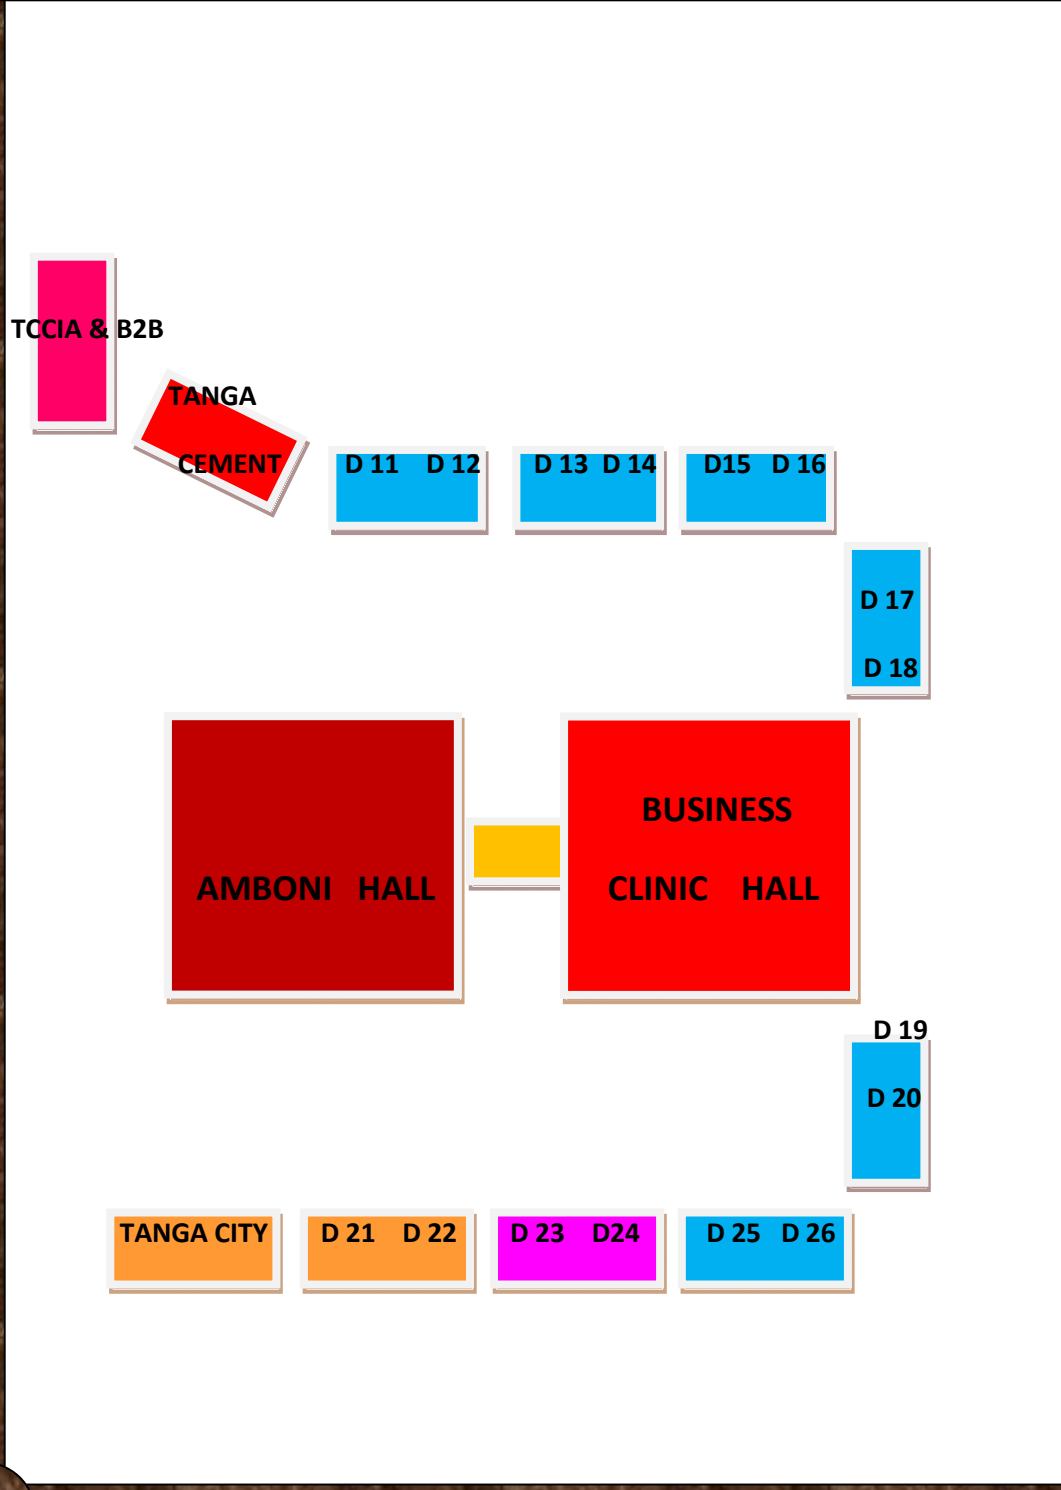 TCCIA & B2B
TANGA
CEMENT
D 11 D 12 D 13 D 14 D15 D 16
D 17
D 18
BUSINESS
AMBONI HALL CLINIC HALL
D 19
D 20
TANGA CITY D 21 D 22 D 23 D24 D 25 D 26